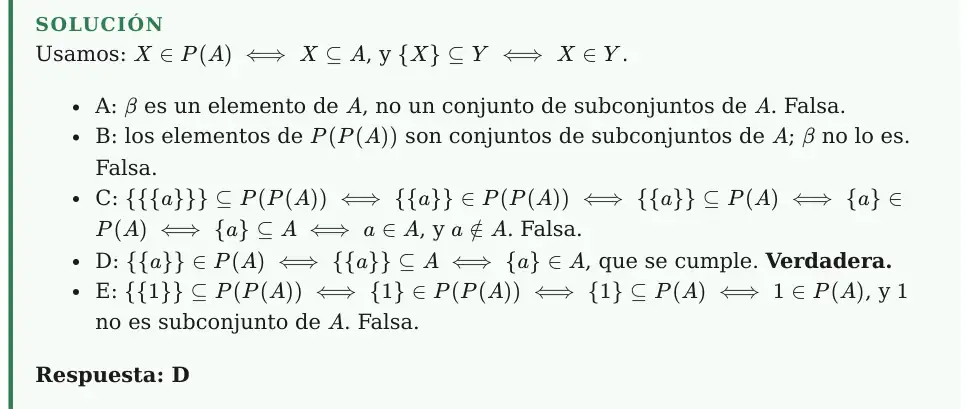 SOLUCIÓN
Usamos: X ∈ P(A) ⟺ X ⊆ A, y {X} ⊆ Y ⟺ X ∈ Y.
• A: β es un elemento de A, no un conjunto de subconjuntos de A. Falsa.
• B: los elementos de P(P(A)) son conjuntos de subconjuntos de A; β no lo es.
Falsa.
• C: {{{a}}} ⊆ P(P(A)) ⟺ {{a}} ∈ P(P(A)) ⟺ {{a}} ⊆ P(A) ⟺ {a} ∈
P(A) ⟺ {a} ⊆ A ⟺ a ∈ A, y a ∉ A. Falsa.
• D: {{a}} ∈ P(A) ⟺ {{a}} ⊆ A ⟺ {a} ∈ A, que se cumple. Verdadera.
• E: {{1}} ⊆ P(P(A)) ⟺ {1} ∈ P(P(A)) ⟺ {1} ⊆ P(A) ⟺ 1 ∈ P(A), y 1
no es subconjunto de A. Falsa.
Respuesta: D